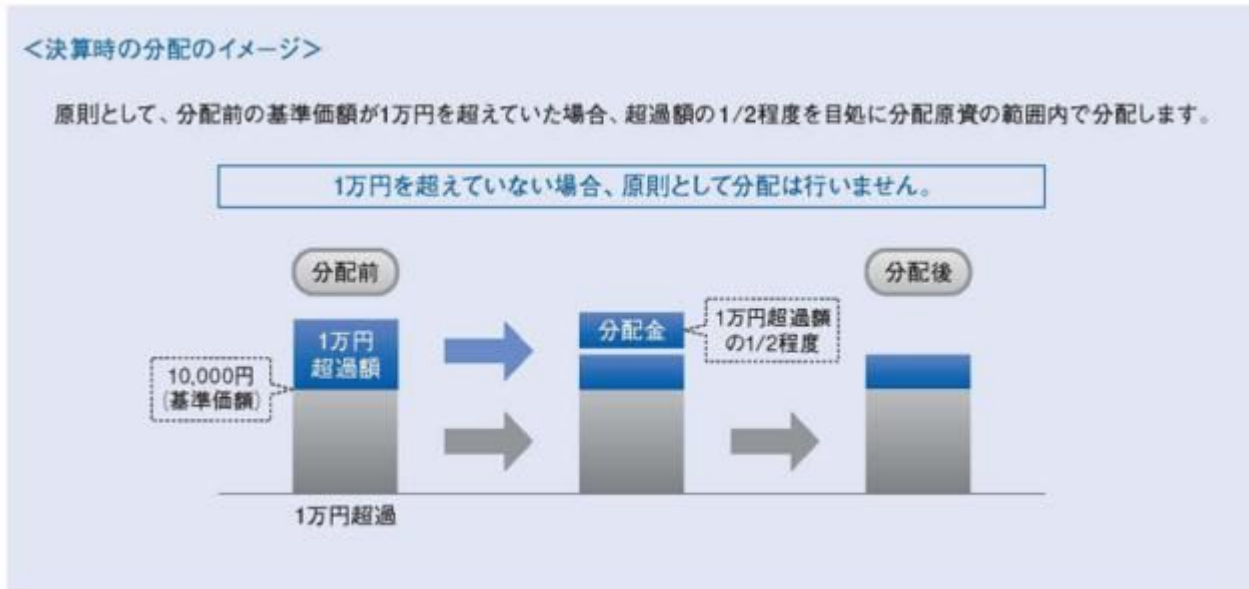 <決算時の分配のイメージ>
原則として、分配前の基準価額が1万円を超えていた場合、超過額の1/2程度を目処に分配原資の範囲内で分配します。
1万円を超えていない場合、原則として分配は行いません。
分配前
分配後
1万円
超過額
分配金
1万円超過額
の1/2程度
10,000円
(基準価額)
1万円超過